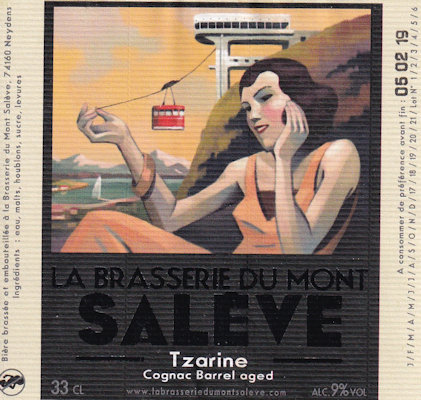 Bière brassée et embouteillée à la Brasserie du Mont Salève, 74160 Neydens
Ingrédients : eau, malts, houblons, sucre, levures
LA BRASSERIE DU MONT
SALÈVE
Tzarine
Cognac Barrel aged
33 CL
www.labrasseriedumontsaleve.com
ALC. 9% VOL
A consommer de préférence avant fin : 05 02 19
J/F/M/A/M/J/J/A/S/O/N/D/17/18/19/20/21/Lot N° 1/2/3/4/5/6